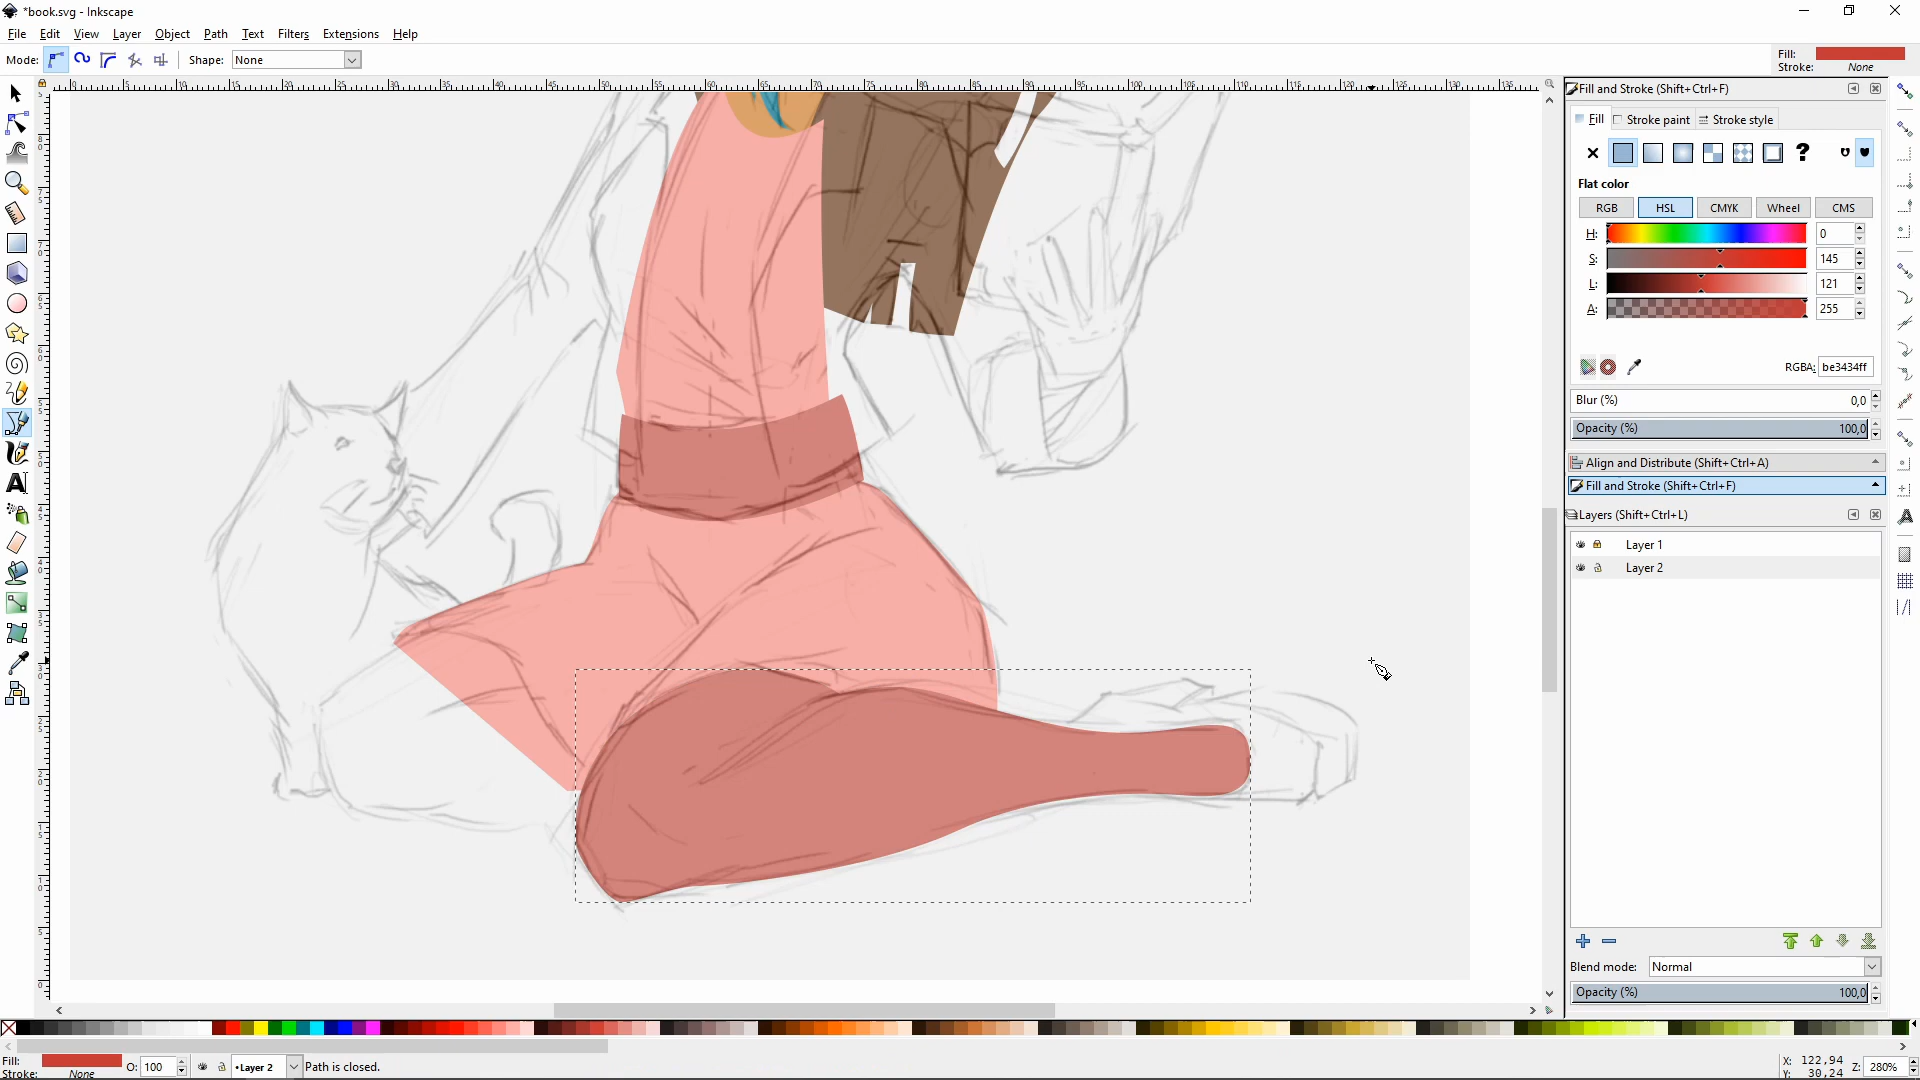 *book.svg - Inkscape
File Edit View Layer Object Path Text Filters Extensions Help
Mode: Shape: None
Fill:
Stroke: None
Fill and Stroke (Shift+Ctrl+F)
Fill Stroke paint Stroke style
Flat color
RGB HSL CMYK Wheel CMS
H: 0
S: 145
L: 121
A: 255
RGBA: be3434ff
Blur (%) 0,0
Opacity (%) 100,0
Align and Distribute (Shift+Ctrl+A)
Fill and Stroke (Shift+Ctrl+F)
Layers (Shift+Ctrl+L)
Layer 1
Layer 2
Blend mode: Normal
Opacity (%) 100,0
Fill:
Stroke: None
O: 100
•Layer 2
Path is closed.
X: 122,94
Y: 30,24
Z: 280%